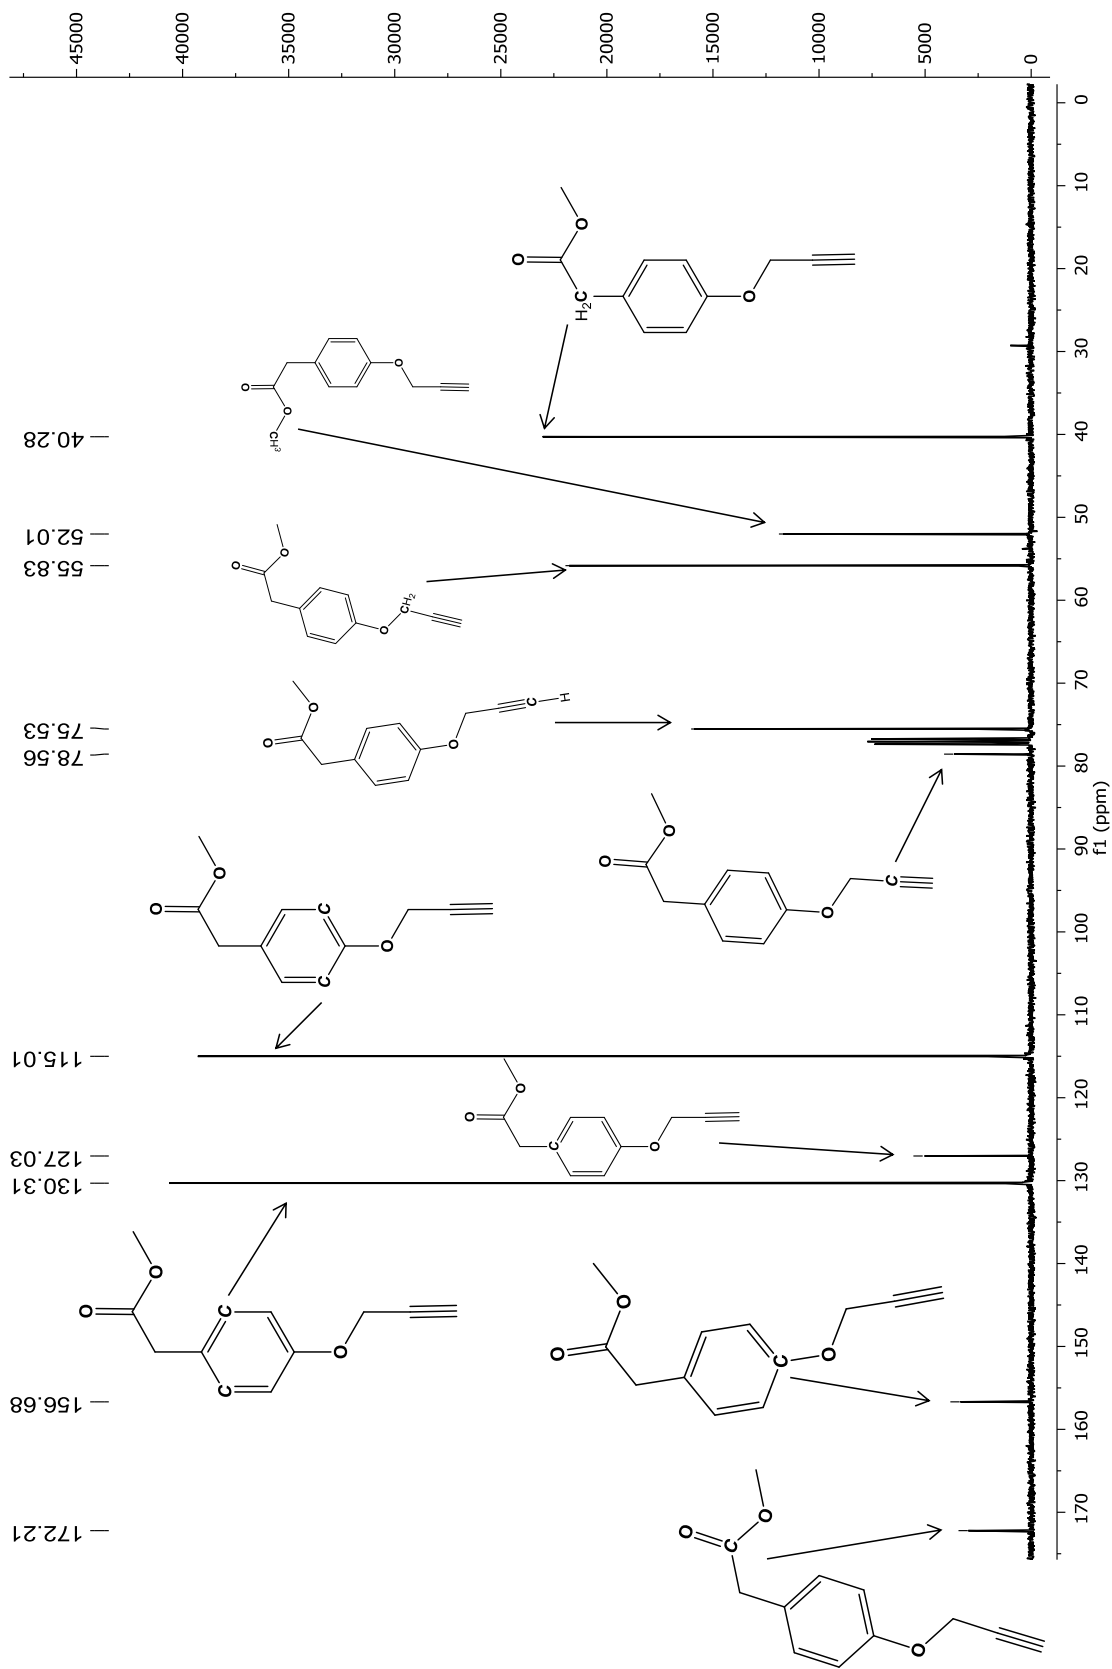 172.21
156.68
130.31
127.03
115.01
78.56
75.53
55.83
52.01
40.28
45000
40000
35000
30000
25000
20000
15000
10000
5000
0
O
C
O
O
O
O
C
O
O
O
C
C
O
O
O
C
O
O
O
C
C
O
O
O
C
O
O
O
O
C
H
O
O
O
CH2
O
O
CH3
O
O
O
H2C
O
170
160
150
140
130
120
110
100
90
80
70
60
50
40
30
20
10
0
f1 (ppm)